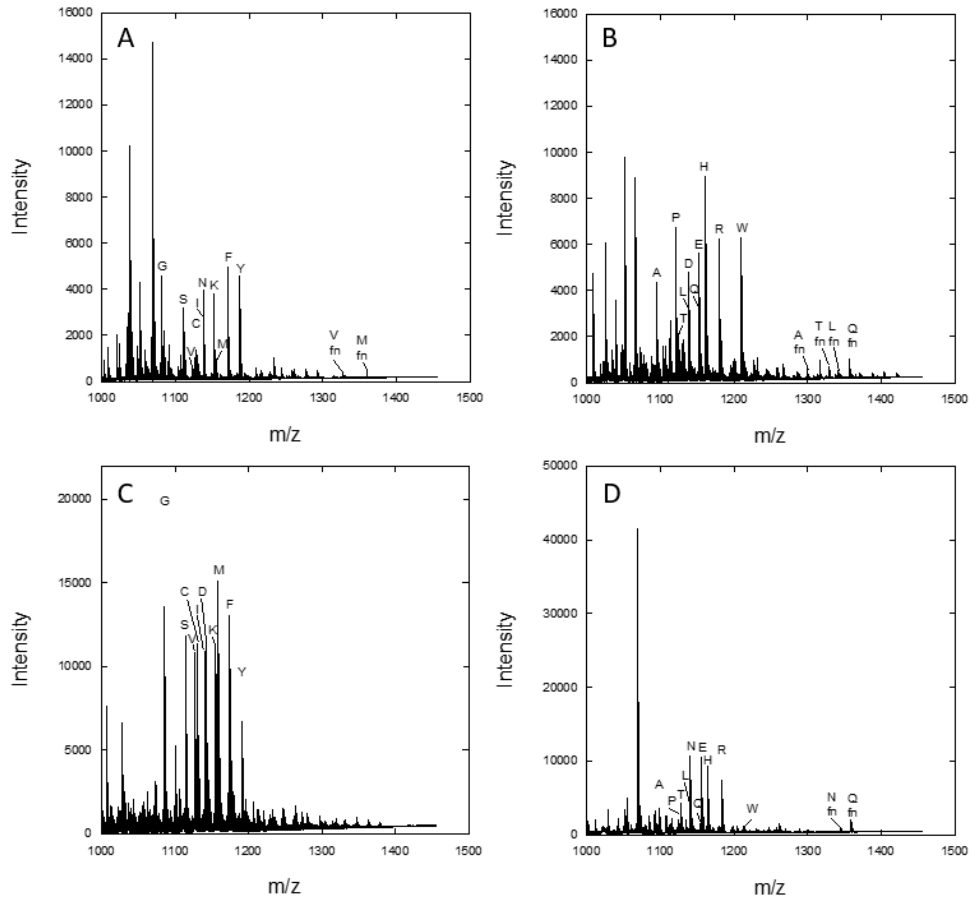 A
16000
14000
12000
10000
8000
6000
4000
2000
0
Intensity
G
S
V
I
C
N
K
M
F
Y
V
fn
M
fn
1000 1100 1200 1300 1400 1500
m/z
B
16000
14000
12000
10000
8000
6000
4000
2000
0
Intensity
A
P
T
L
D
Q
E
H
R
W
A
fn
T
fn
L
fn
Q
fn
1000 1100 1200 1300 1400 1500
m/z
C
20000
15000
10000
5000
0
Intensity
G
S
C
V
I
D
K
M
F
Y
1000 1100 1200 1300 1400 1500
m/z
D
50000
40000
30000
20000
10000
0
Intensity
A
P
T
L
N
Q
E
H
R
W
N
fn
Q
fn
1000 1100 1200 1300 1400 1500
m/z